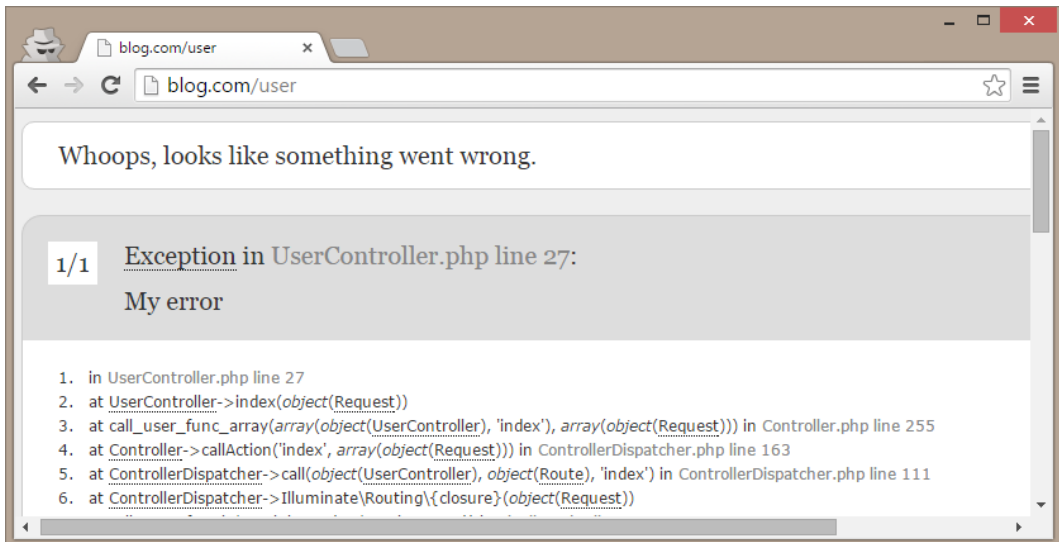 blog.com/user
blog.com/user
Whoops, looks like something went wrong.
1/1
Exception in UserController.php line 27:
My error
1. in UserController.php line 27
2. at UserController->index(object(Request))
3. at call_user_func_array(array(object(UserController), 'index'), array(object(Request))) in Controller.php line 255
4. at Controller->callAction('index', array(object(Request))) in ControllerDispatcher.php line 163
5. at ControllerDispatcher->call(object(UserController), object(Route), 'index') in ControllerDispatcher.php line 111
6. at ControllerDispatcher->Illuminate\Routing\{closure}(object(Request))